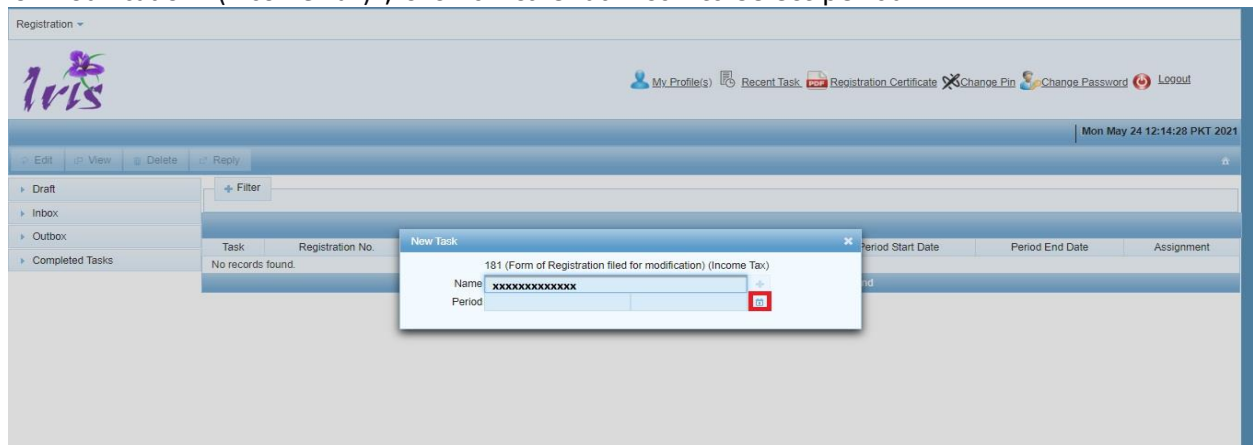 Registration
Iris
My Profile(s) Recent Task PDF Registration Certificate Change Pin Change Password Logout
Mon May 24 12:14:28 PKT 2021
Edit View Delete Reply
Draft
Filter
Inbox
Outbox
Completed Tasks
Task Registration No. Period Start Date Period End Date Assignment
No records found.
New Task
181 (Form of Registration filed for modification) (Income Tax)
Name xxxxxxxxxxxxx
Period